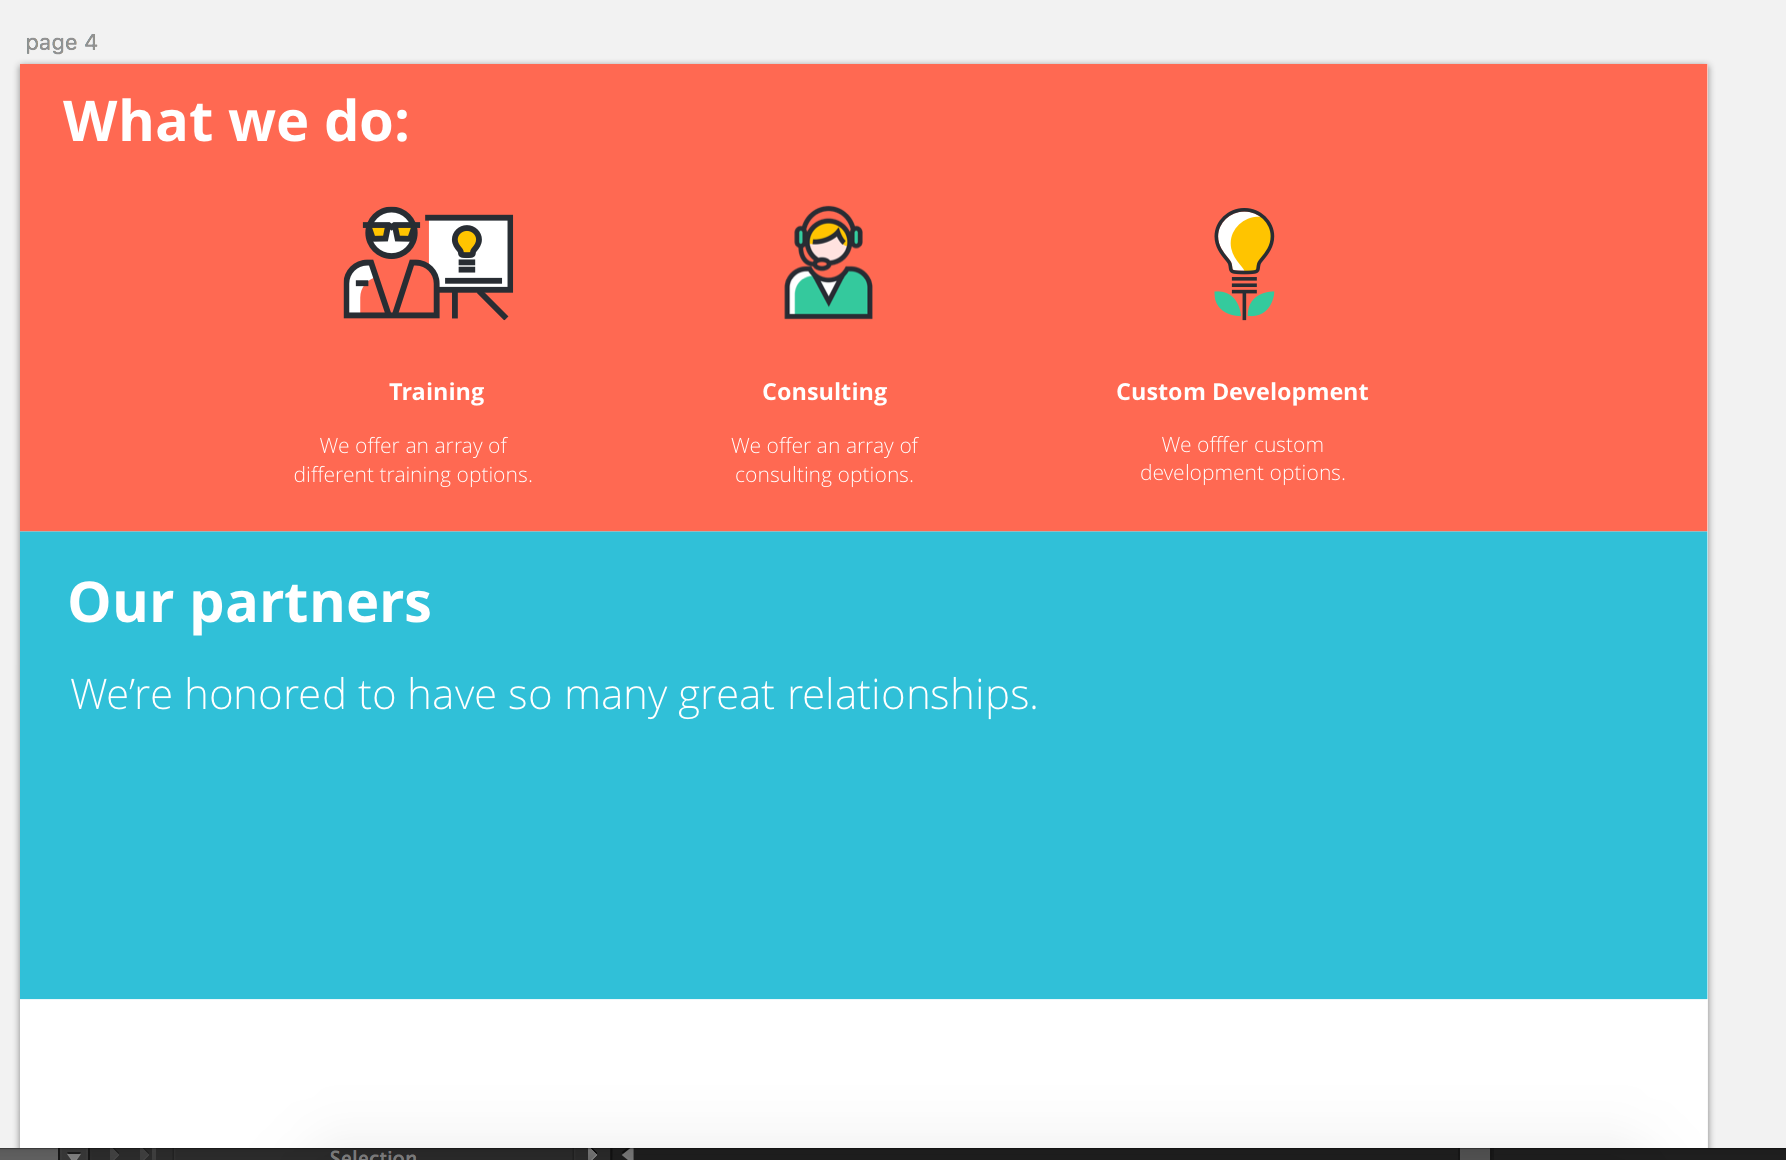 page 4
What we do:
Training
Consulting
Custom Development
We offer an array of
different training options.
We offer an array of
consulting options.
We offfer custom
development options.
Our partners
We’re honored to have so many great relationships.
Selection